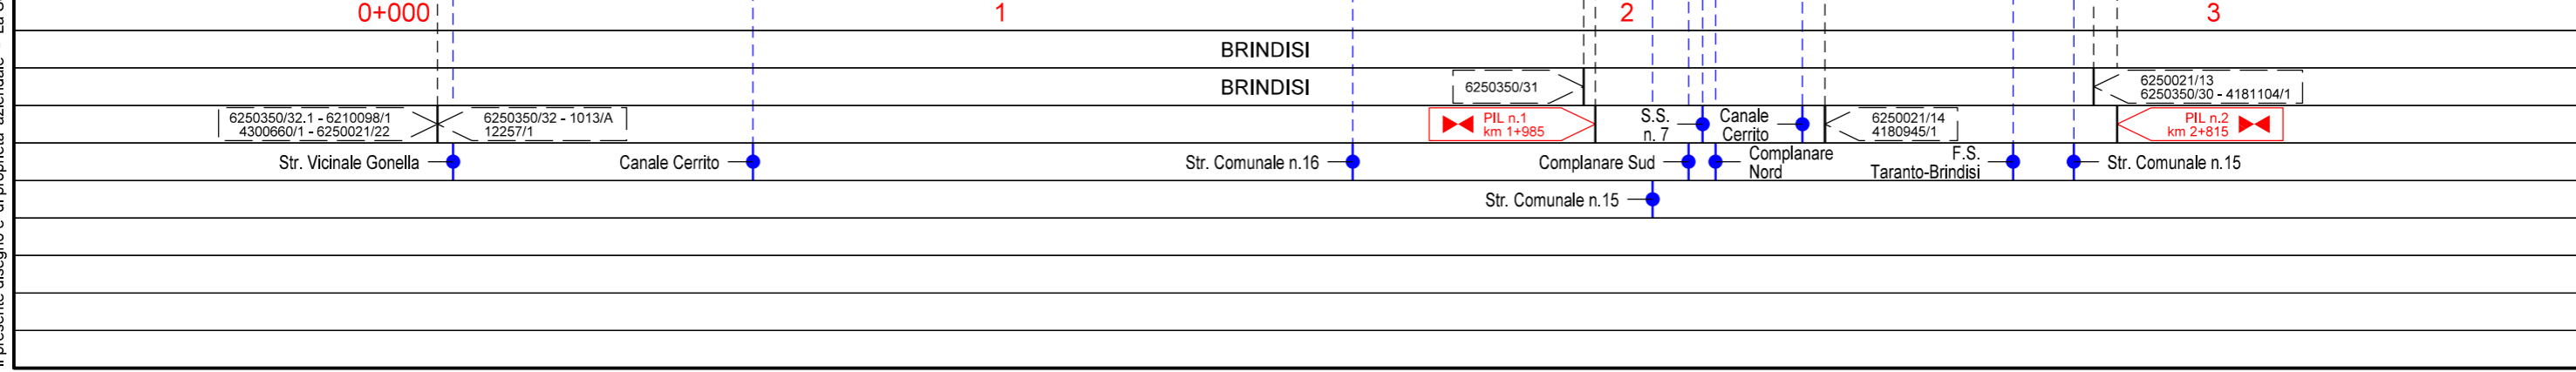 0+000 1 2 3
BRINDISI
BRINDISI
6250350/31
6250021/13
6250350/30 - 4181104/1
6250350/32.1 - 6210098/1
4300660/1 - 6250021/22
6250350/32 - 1013/A
12257/1
PIL n.1
km 1+985
S.S.
n. 7
Canale
Cerrito
6250021/14
4180945/1
PIL n.2
km 2+815
Str. Vicinale Gonella
Canale Cerrito
Str. Comunale n.16
Complanare Sud
Complanare
Nord
F.S.
Taranto-Brindisi
Str. Comunale n.15
Str. Comunale n.15